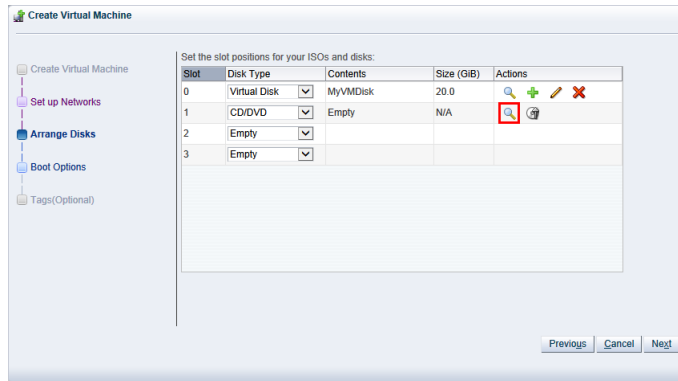 Create Virtual Machine
Create Virtual Machine
Set up Networks
Arrange Disks
Boot Options
Tags(Optional)
Set the slot positions for your ISOs and disks:
Slot Disk Type Contents Size (GiB) Actions
0 Virtual Disk MyVMDisk 20.0
1 CD/DVD Empty N/A
2 Empty
3 Empty
Previous Cancel Next